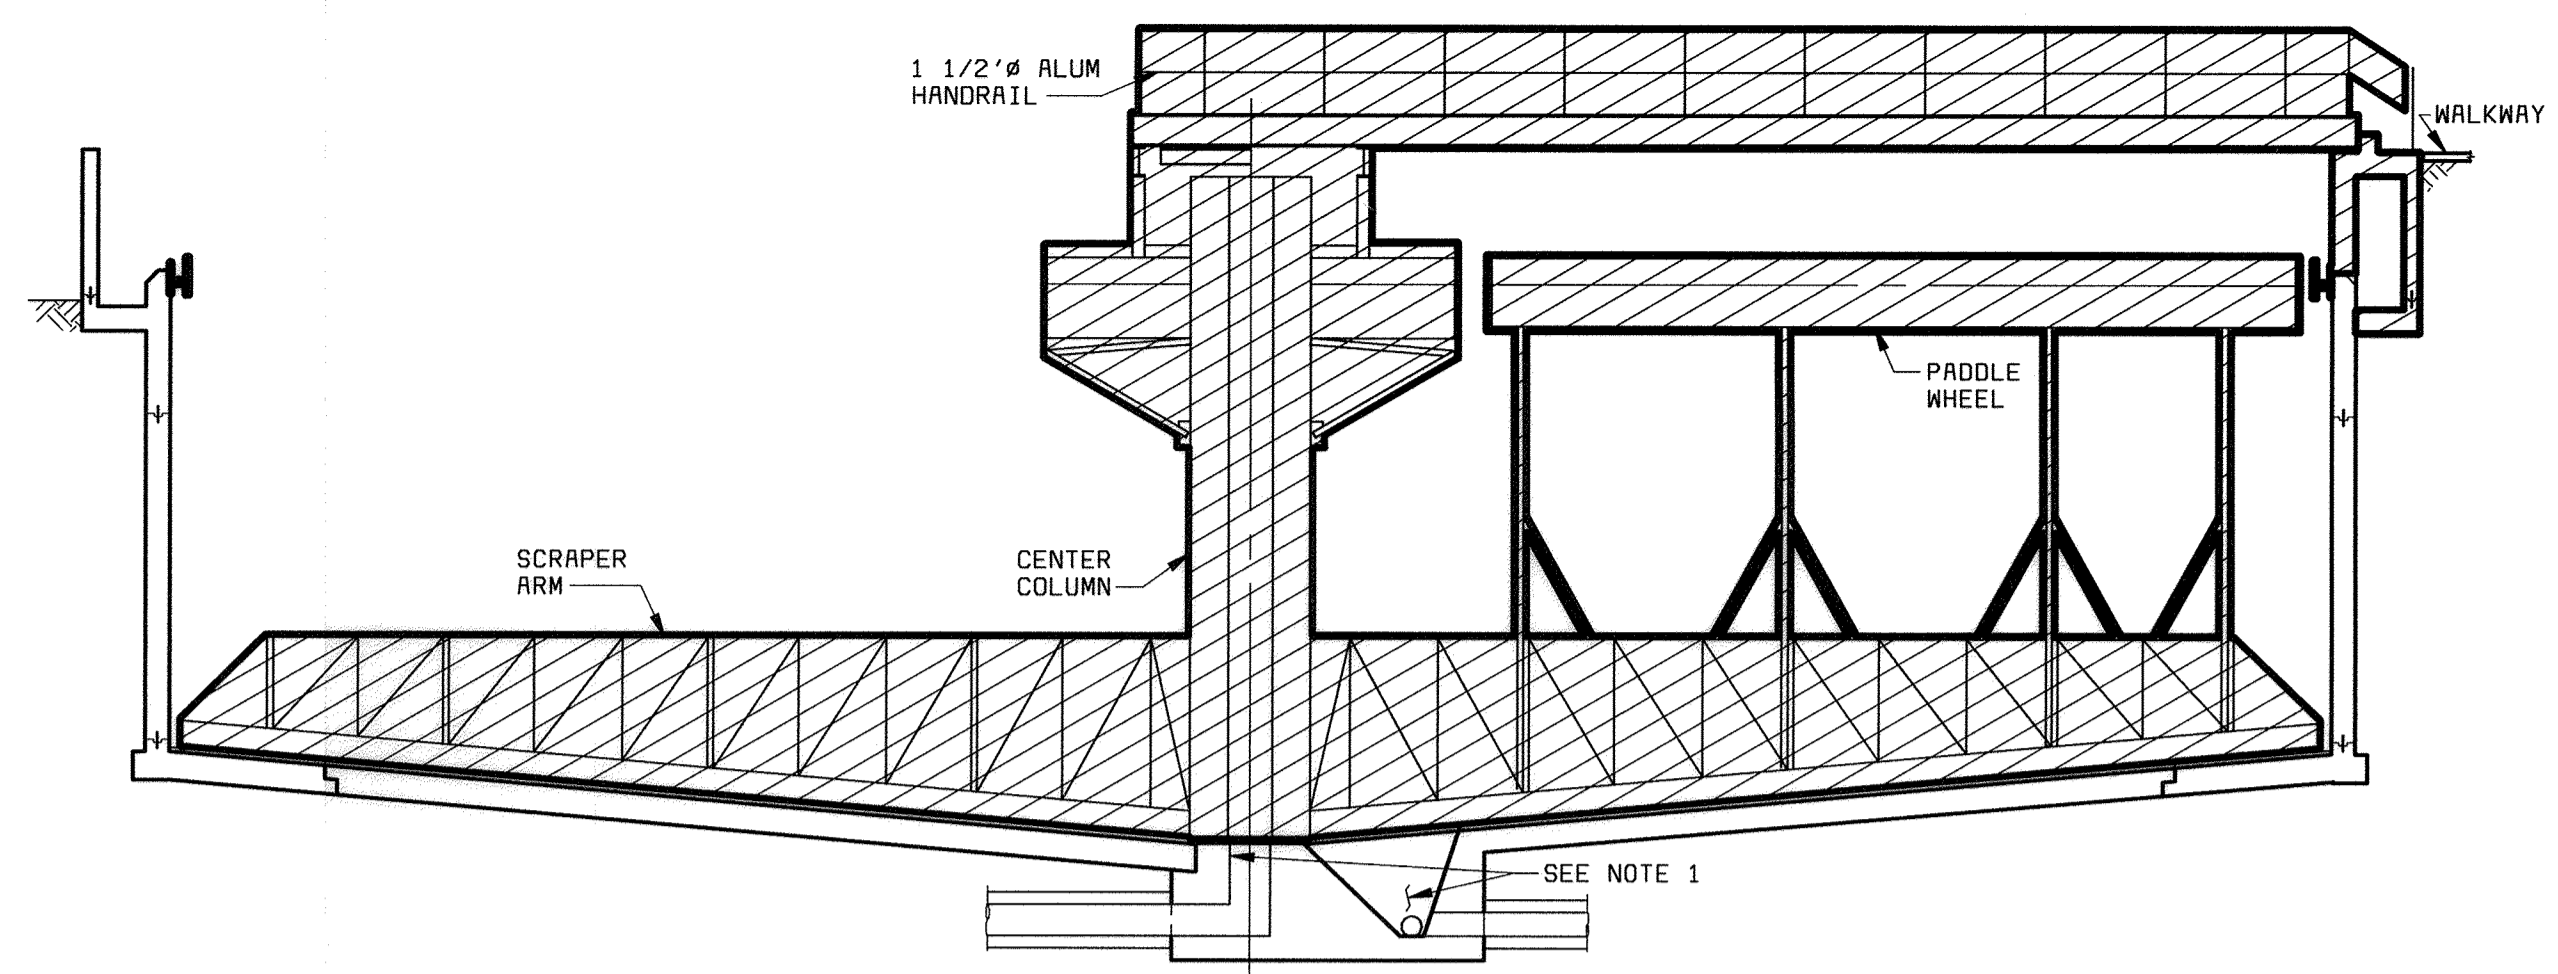 1 1/2'ø ALUM
HANDRAIL
WALKWAY
PADDLE
WHEEL
SCRAPER
ARM
CENTER
COLUMN
SEE NOTE 1